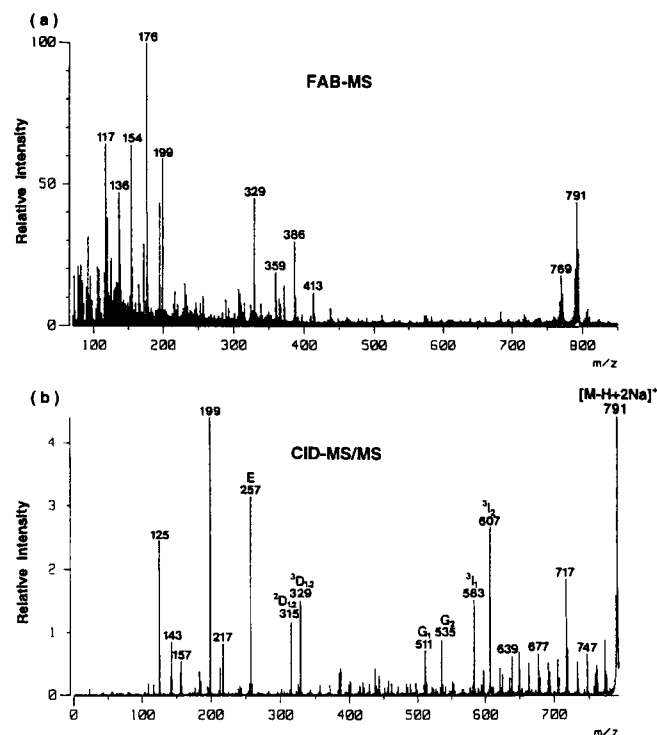 (a)
FAB-MS
Relative Intensity
100
50
0
117
136
154
176
199
329
359
386
413
769
791
100 200 300 400 500 600 700 800
m/z
(b)
CID-MS/MS
[M-H+2Na]⁺
791
Relative Intensity
4
3
2
1
0
125
143
157
199
217
E
257
²D₁,₂
315
³D₁,₂
329
G₁
511
G₂
535
³I₁
583
³I₂
607
639
677
717
747
0 100 200 300 400 500 600 700
m/z